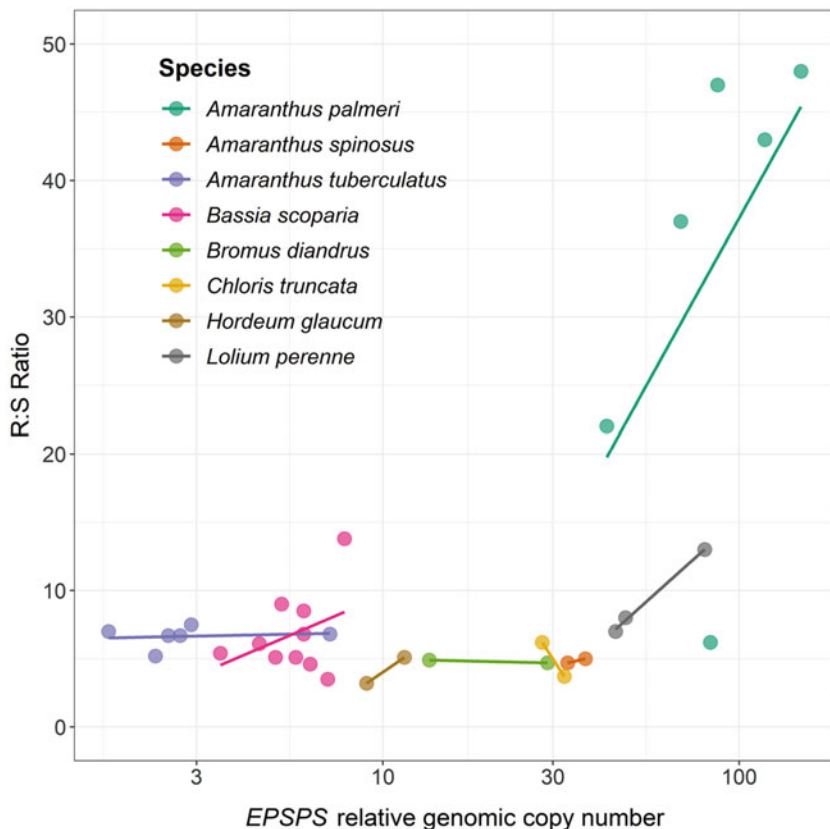 50
40
30
20
10
0
R:S Ratio
Species
Amaranthus palmeri
Amaranthus spinosus
Amaranthus tuberculatus
Bassia scoparia
Bromus diandrus
Chloris truncata
Hordeum glaucum
Lolium perenne
3 10 30 100
EPSPS relative genomic copy number